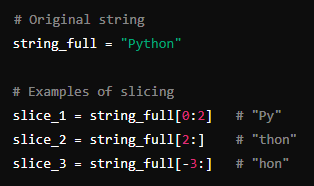 # Original string
string_full = "Python"
# Examples of slicing
slice_1 = string_full[0:2]   # "Py"
slice_2 = string_full[2:]    # "thon"
slice_3 = string_full[-3:]   # "hon"